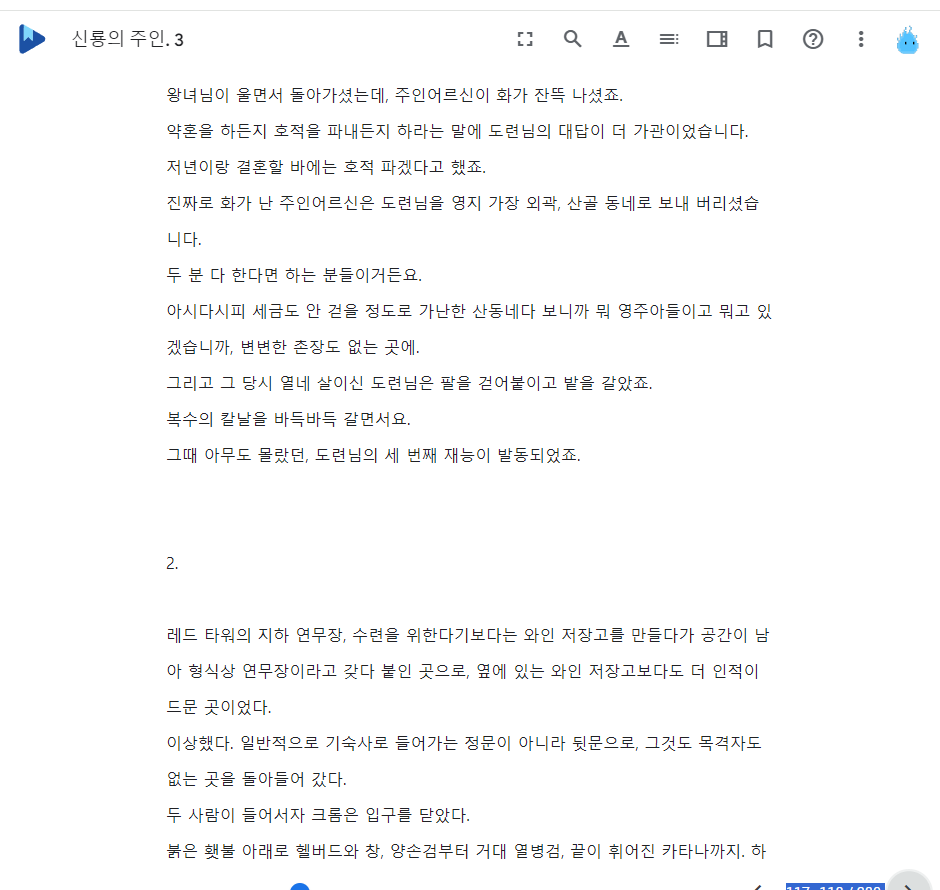 신룡의 주인. 3
왕녀님이 울면서 돌아가셨는데, 주인어르신이 화가 잔뜩 나셨죠.
약혼을 하든지 호적을 파내든지 하라는 말에 도련님의 대답이 더 가관이었습니다.
저년이랑 결혼할 바에는 호적 파겠다고 했죠.
진짜로 화가 난 주인어르신은 도련님을 영지 가장 외곽, 산골 동네로 보내 버리셨습
니다.
두 분 다 한다면 하는 분들이거든요.
아시다시피 세금도 안 걷을 정도로 가난한 산동네다 보니까 뭐 영주아들이고 뭐고 있
겠습니까, 변변한 촌장도 없는 곳에.
그리고 그 당시 열네 살이신 도련님은 팔을 걷어붙이고 밭을 갈았죠.
복수의 칼날을 바득바득 갈면서요.
그때 아무도 몰랐던, 도련님의 세 번째 재능이 발동되었죠.
2.
레드 타워의 지하 연무장, 수련을 위한다기보다는 와인 저장고를 만들다가 공간이 남
아 형식상 연무장이라고 갖다 붙인 곳으로, 옆에 있는 와인 저장고보다도 더 인적이
드문 곳이었다.
이상했다. 일반적으로 기숙사로 들어가는 정문이 아니라 뒷문으로, 그것도 목격자도
없는 곳을 돌아들어 갔다.
두 사람이 들어서자 크롬은 입구를 닫았다.
붉은 횃불 아래로 헬버드와 창, 양손검부터 거대 열병검, 끝이 휘어진 카타나까지. 하